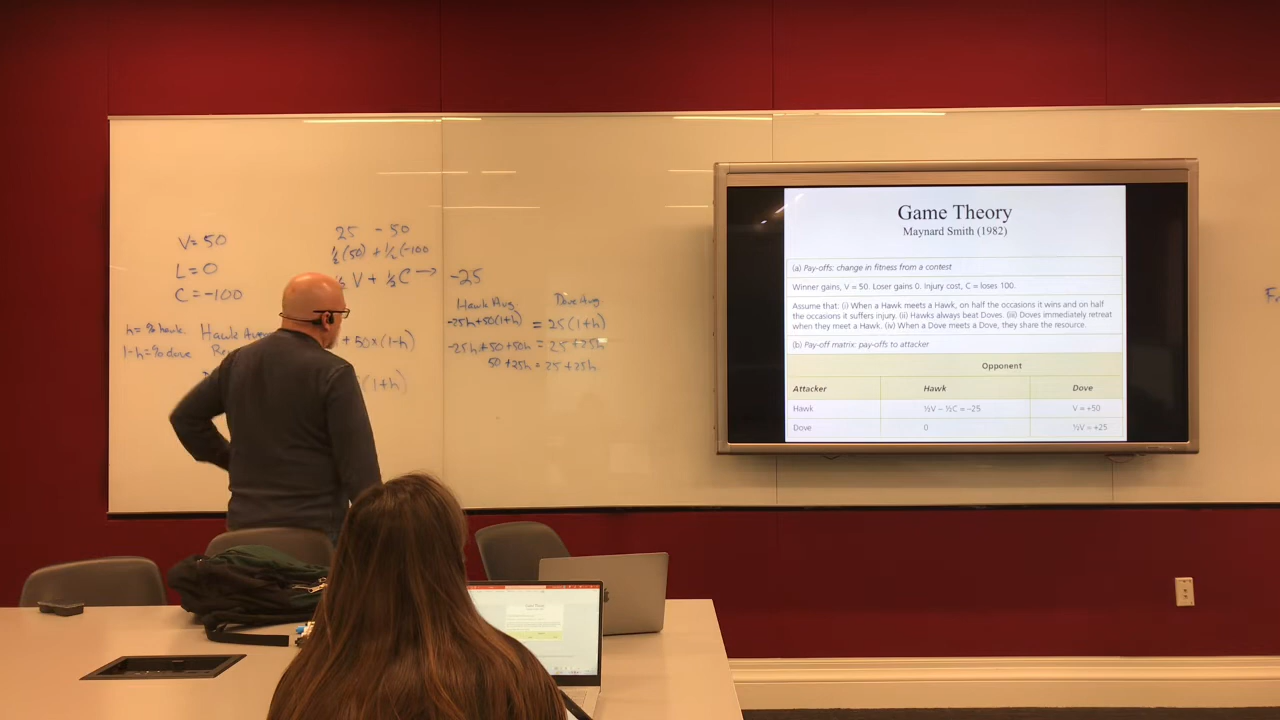 V = 50
L = 0
C = -100
h = % hawk.
1-h = % dove
Hawk
25 - 50
½(50) + ½(-100
½V + ½C → -25
+ 50x(1-h)
(1+h)
Hawk Avg. Dove Avg.
-25h+50(1+h) = 25(1+h)
-25h+50+50h = 25+25h
50+25h = 25+25h
Game Theory
Maynard Smith (1982)
(a) Pay-offs: change in fitness from a contest
Winner gains, V = 50. Loser gains 0. Injury cost, C = loses 100.
Assume that: (i) When a Hawk meets a Hawk, on half the occasions it wins and on half
the occasions it suffers injury. (ii) Hawks always beat Doves. (iii) Doves immediately retreat
when they meet a Hawk. (iv) When a Dove meets a Dove, they share the resource.
(b) Pay-off matrix: pay-offs to attacker
Opponent
Attacker Hawk Dove
Hawk ½V – ½C = –25 V = +50
Dove 0 ½V = +25